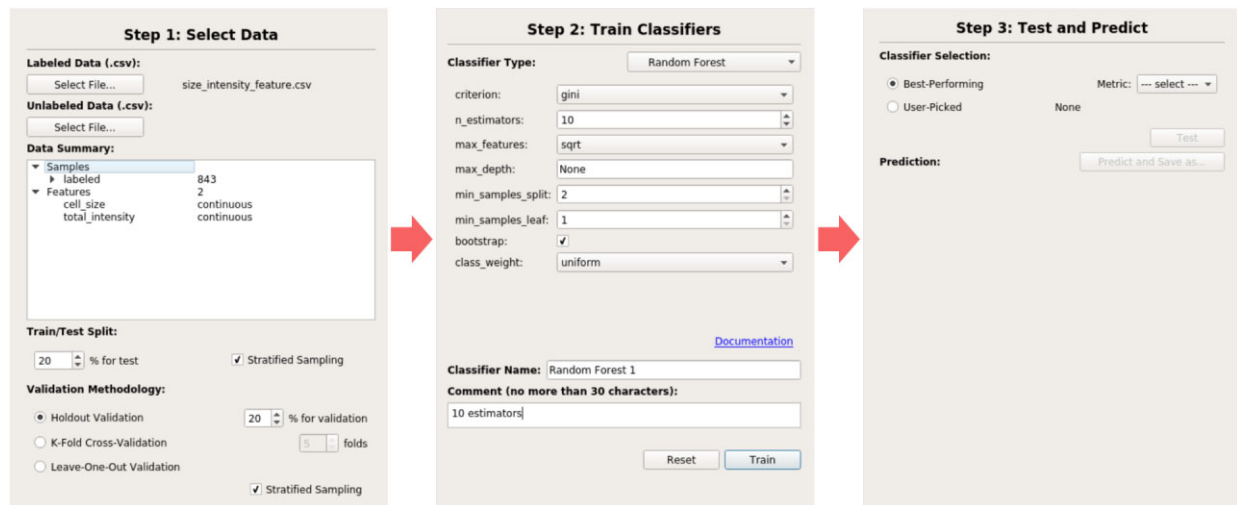 Step 1: Select Data
Labeled Data (.csv):
Select File... size_intensity_feature.csv
Unlabeled Data (.csv):
Select File...
Data Summary:
Samples
labeled 843
Features 2
cell_size continuous
total_intensity continuous
Train/Test Split:
20 % for test Stratified Sampling
Validation Methodology:
Holdout Validation 20 % for validation
K-Fold Cross-Validation 5 folds
Leave-One-Out Validation
Stratified Sampling
Step 2: Train Classifiers
Classifier Type: Random Forest
criterion: gini
n_estimators: 10
max_features: sqrt
max_depth: None
min_samples_split: 2
min_samples_leaf: 1
bootstrap:
class_weight: uniform
Documentation
Classifier Name: Random Forest 1
Comment (no more than 30 characters):
10 estimators
Reset Train
Step 3: Test and Predict
Classifier Selection:
Best-Performing Metric: --- select ---
User-Picked None
Test
Prediction: Predict and Save as...